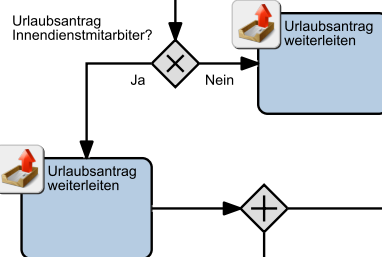 Urlaubsantrag
Innendienstmitarbiter?
Urlaubsantrag
weiterleiten
Ja
Nein
Urlaubsantrag
weiterleiten